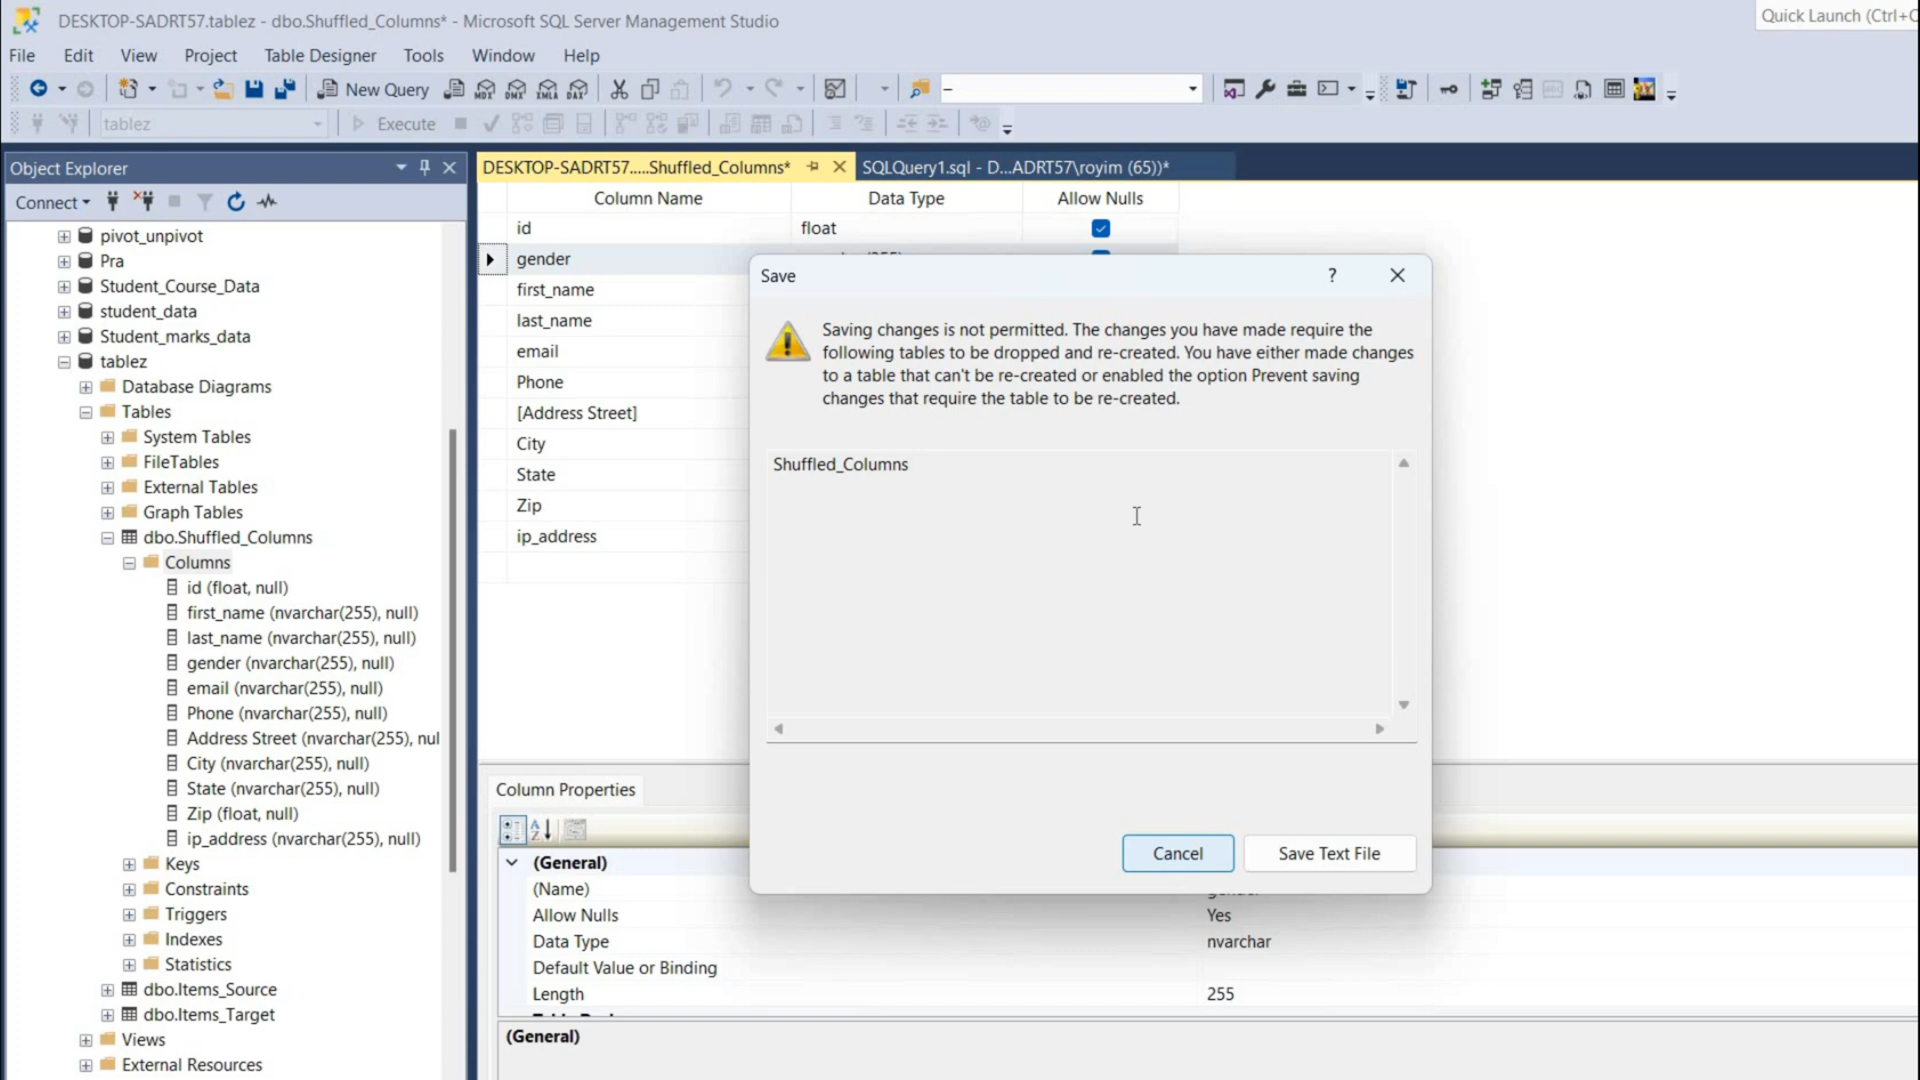 DESKTOP-SADRT57.tablez - dbo.Shuffled_Columns* - Microsoft SQL Server Management Studio
Quick Launch (Ctrl+
File Edit View Project Table Designer Tools Window Help
New Query
MDX DMX XMLA DAX
–
tablez
Execute
Object Explorer
DESKTOP-SADRT57.....Shuffled_Columns*
SQLQuery1.sql - D...ADRT57\royim (65))*
Connect
Column Name Data Type Allow Nulls
pivot_unpivot
Pra
Student_Course_Data
student_data
Student_marks_data
tablez
Database Diagrams
Tables
System Tables
FileTables
External Tables
Graph Tables
dbo.Shuffled_Columns
Columns
id (float, null)
first_name (nvarchar(255), null)
last_name (nvarchar(255), null)
gender (nvarchar(255), null)
email (nvarchar(255), null)
Phone (nvarchar(255), null)
Address Street (nvarchar(255), nul
City (nvarchar(255), null)
State (nvarchar(255), null)
Zip (float, null)
ip_address (nvarchar(255), null)
Keys
Constraints
Triggers
Indexes
Statistics
dbo.Items_Source
dbo.Items_Target
Views
External Resources
id float
gender
first_name
last_name
email
Phone
[Address Street]
City
State
Zip
ip_address
Save
?
Saving changes is not permitted. The changes you have made require the
following tables to be dropped and re-created. You have either made changes
to a table that can't be re-created or enabled the option Prevent saving
changes that require the table to be re-created.
Shuffled_Columns
Cancel
Save Text File
Column Properties
(General)
(Name) gender
Allow Nulls Yes
Data Type nvarchar
Default Value or Binding
Length 255
(General)